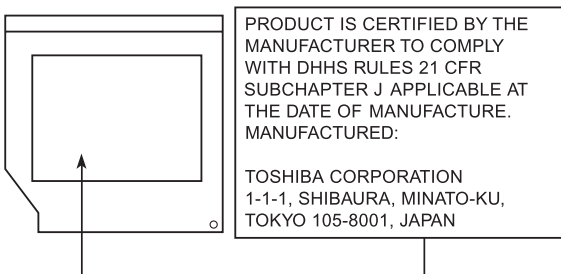 PRODUCT IS CERTIFIED BY THE
MANUFACTURER TO COMPLY
WITH DHHS RULES 21 CFR
SUBCHAPTER J APPLICABLE AT
THE DATE OF MANUFACTURE.
MANUFACTURED:
TOSHIBA CORPORATION
1-1-1, SHIBAURA, MINATO-KU,
TOKYO 105-8001, JAPAN